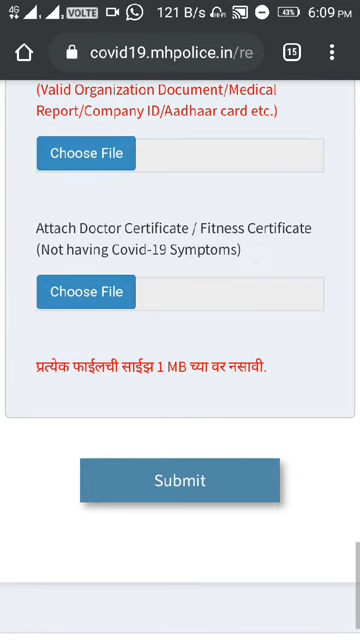 4G 1 2 VOLTE 121 B/s 43% 6:09 PM
covid19.mhpolice.in/re 15
(Valid Organization Document/Medical
Report/Company ID/Aadhaar card etc.)
Choose File
Attach Doctor Certificate / Fitness Certificate
(Not having Covid-19 Symptoms)
Choose File
प्रत्येक फाईलची साईझ 1 MB च्या वर नसावी.
Submit